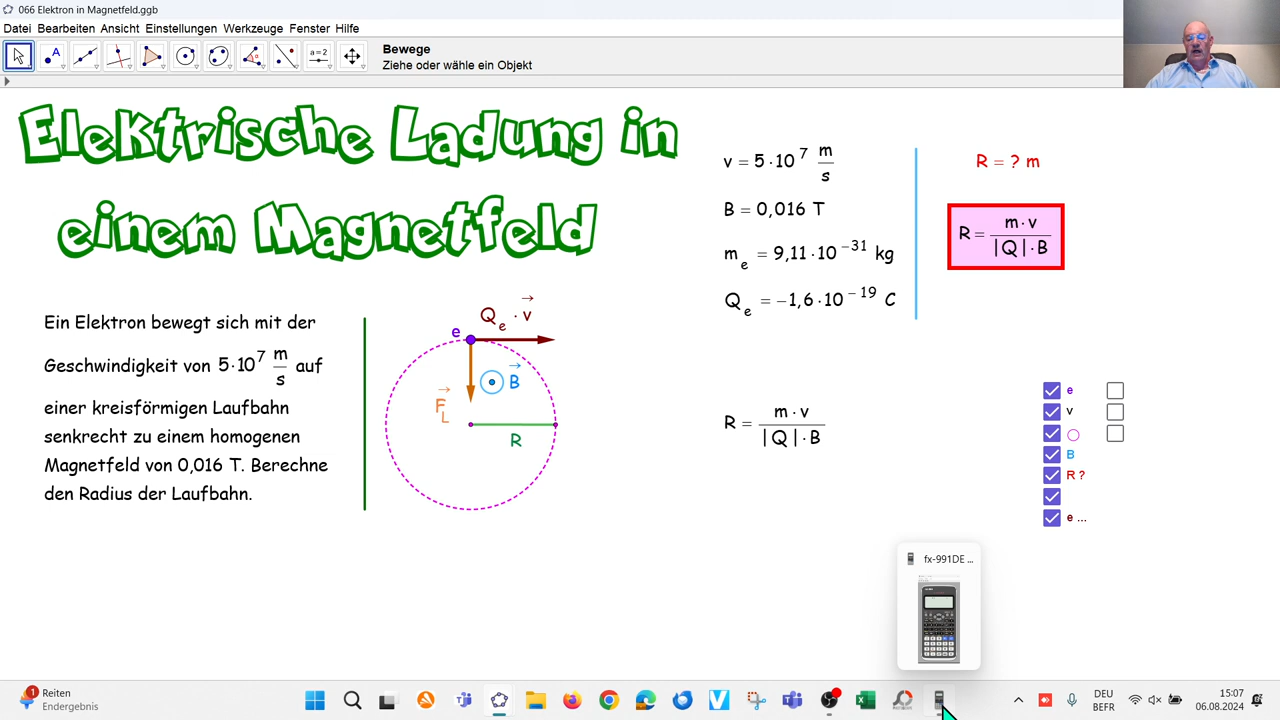 066 Elektron in Magnetfeld.ggb
Datei Bearbeiten Ansicht Einstellungen Werkzeuge Fenster Hilfe
A
a=2
Bewege
Ziehe oder wähle ein Objekt
Elektrische Ladung in
einem Magnetfeld
Ein Elektron bewegt sich mit der
Geschwindigkeit von 5·10⁷ m/s auf
einer kreisförmigen Laufbahn
senkrecht zu einem homogenen
Magnetfeld von 0,016 T. Berechne
den Radius der Laufbahn.
e
Qₑ · v⃗
B⃗
F⃗_L
R
v = 5·10⁷ m/s
B = 0,016 T
mₑ = 9,11·10⁻³¹ kg
Qₑ = −1,6·10⁻¹⁹ C
R = ? m
R = m·v / |Q|·B
R = m·v / |Q|·B
e
v
B
R ?
e ...
fx-991DE ...
1
Reiten
Endergebnis
DEU
BEFR
15:07
06.08.2024